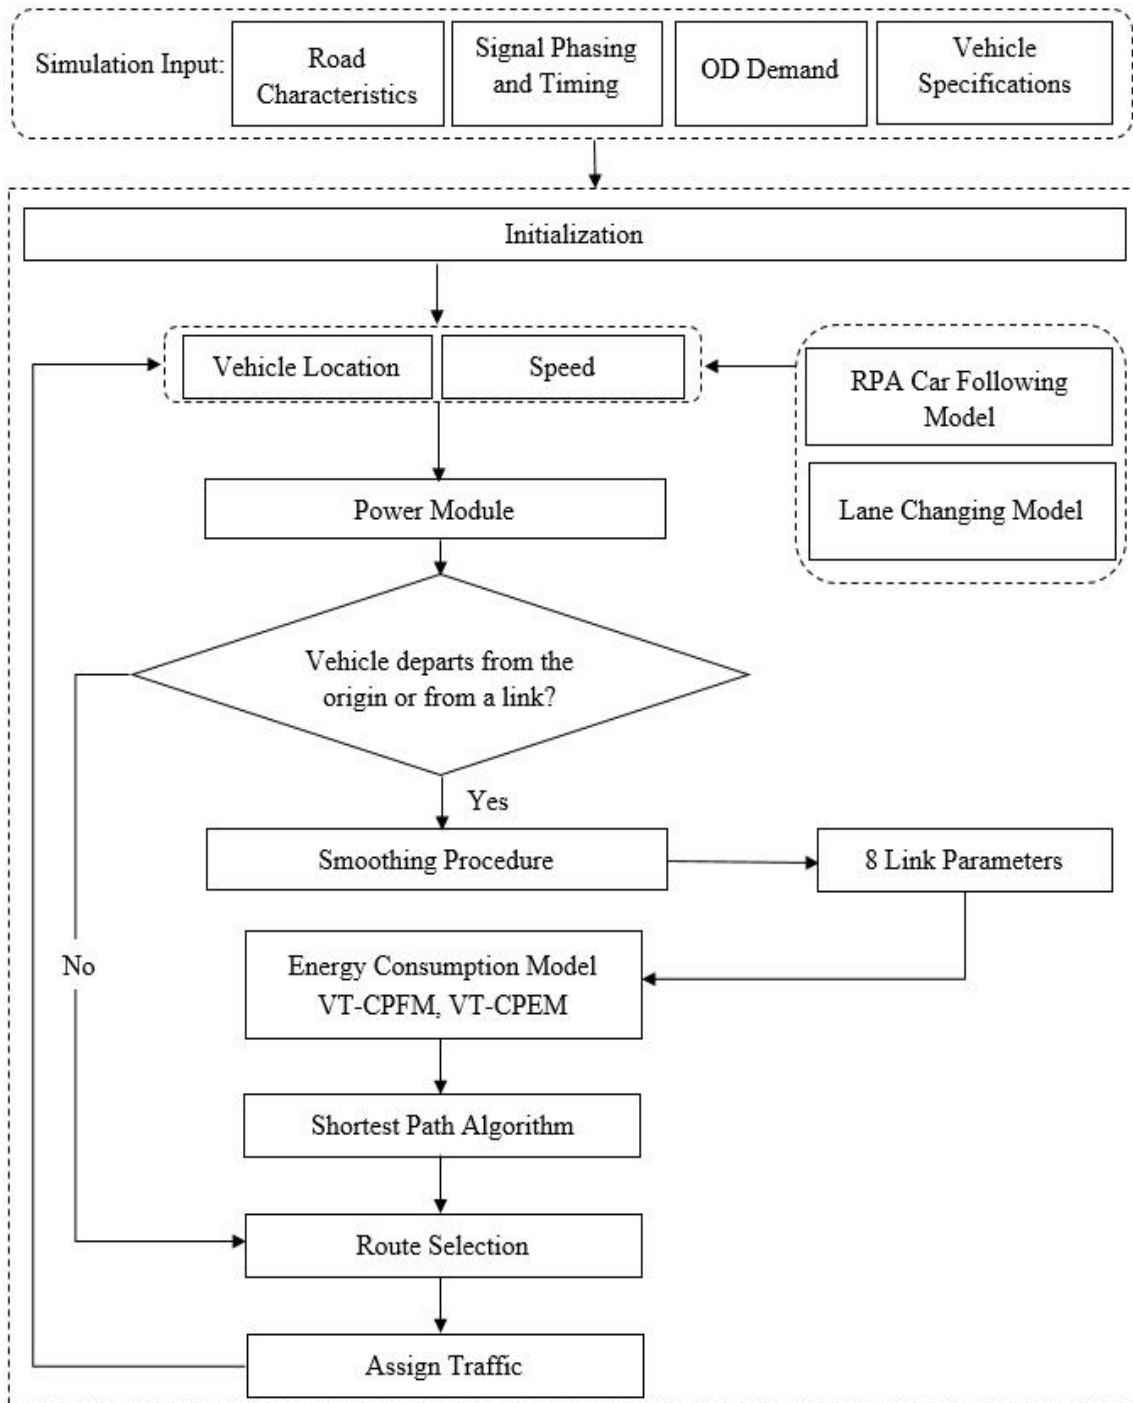 Simulation Input:
Road
Characteristics
Signal Phasing
and Timing
OD Demand
Vehicle
Specifications
Initialization
Vehicle Location
Speed
RPA Car Following
Model
Lane Changing Model
Power Module
Vehicle departs from the
origin or from a link?
Yes
Smoothing Procedure
8 Link Parameters
No
Energy Consumption Model
VT-CPFM, VT-CPEM
Shortest Path Algorithm
Route Selection
Assign Traffic